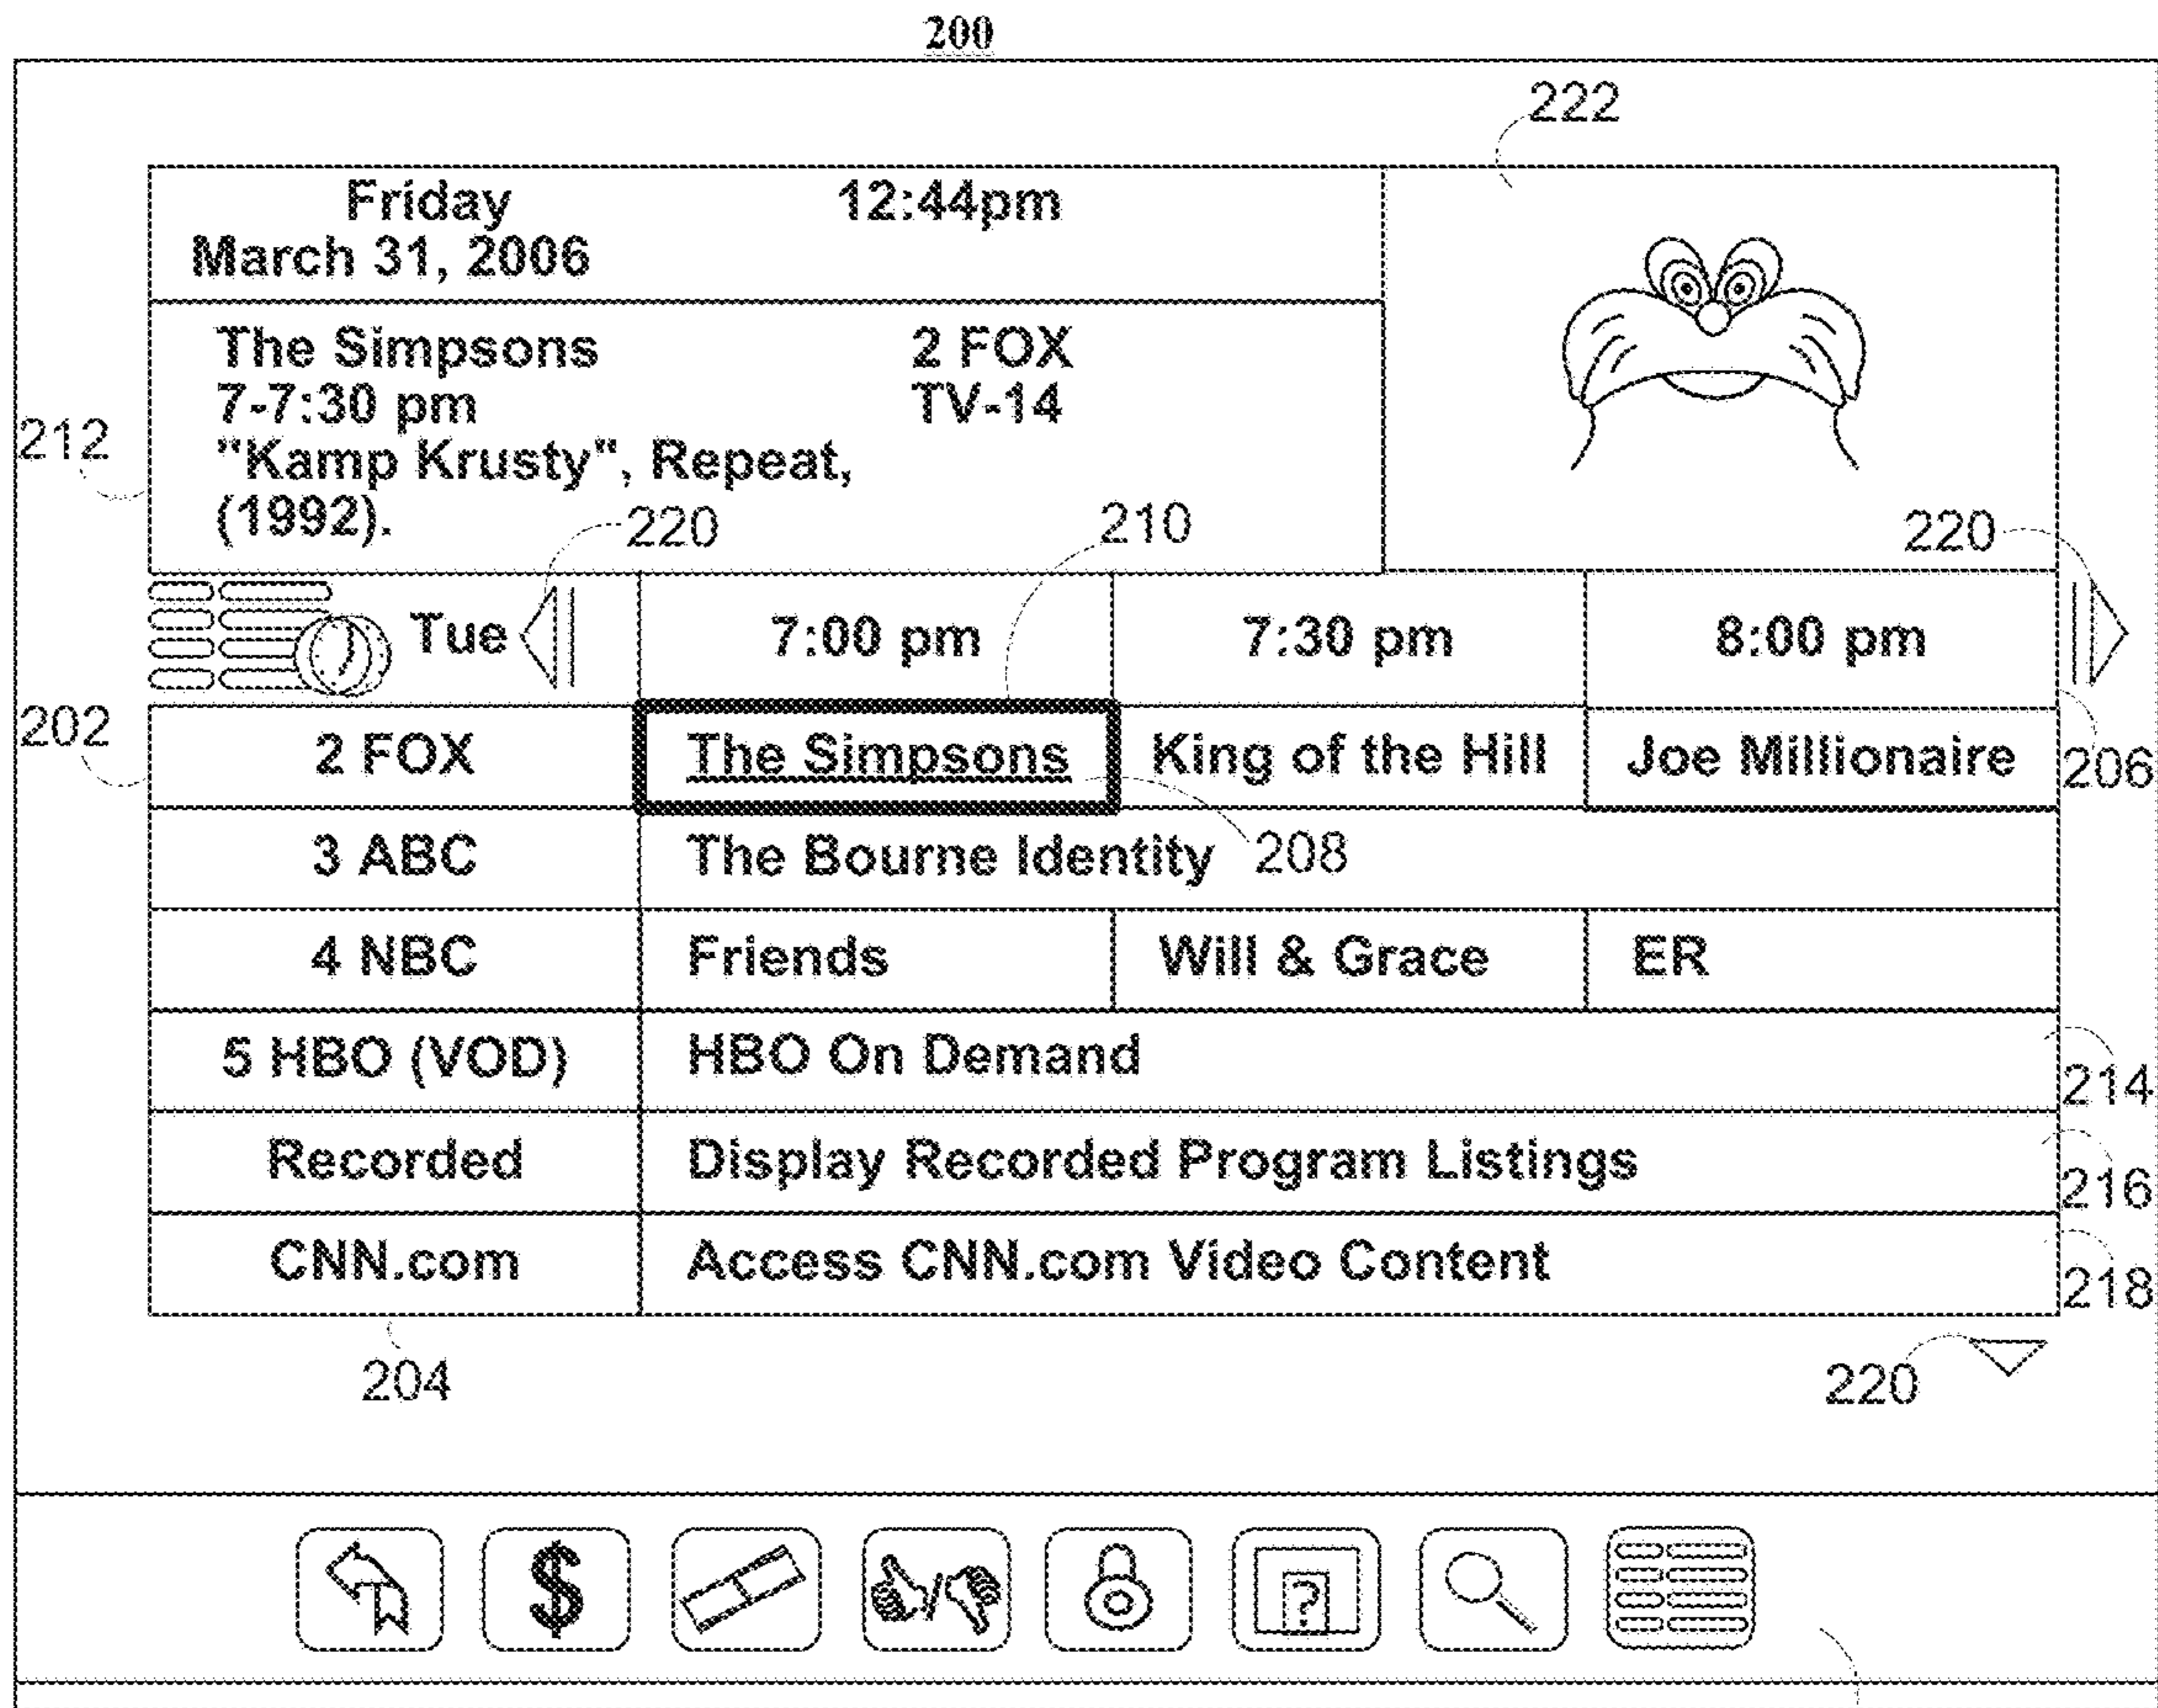 200
222
Friday 12:44pm
March 31, 2006
The Simpsons 2 FOX
7-7:30 pm TV-14
212
"Kamp Krusty", Repeat,
(1992).
220 210 220
Tue 7:00 pm 7:30 pm 8:00 pm
202
2 FOX The Simpsons King of the Hill Joe Millionaire
206
3 ABC The Bourne Identity 208
4 NBC Friends Will & Grace ER
5 HBO (VOD) HBO On Demand
214
Recorded Display Recorded Program Listings
216
CNN.com Access CNN.com Video Content
218
204 220
$ / ?